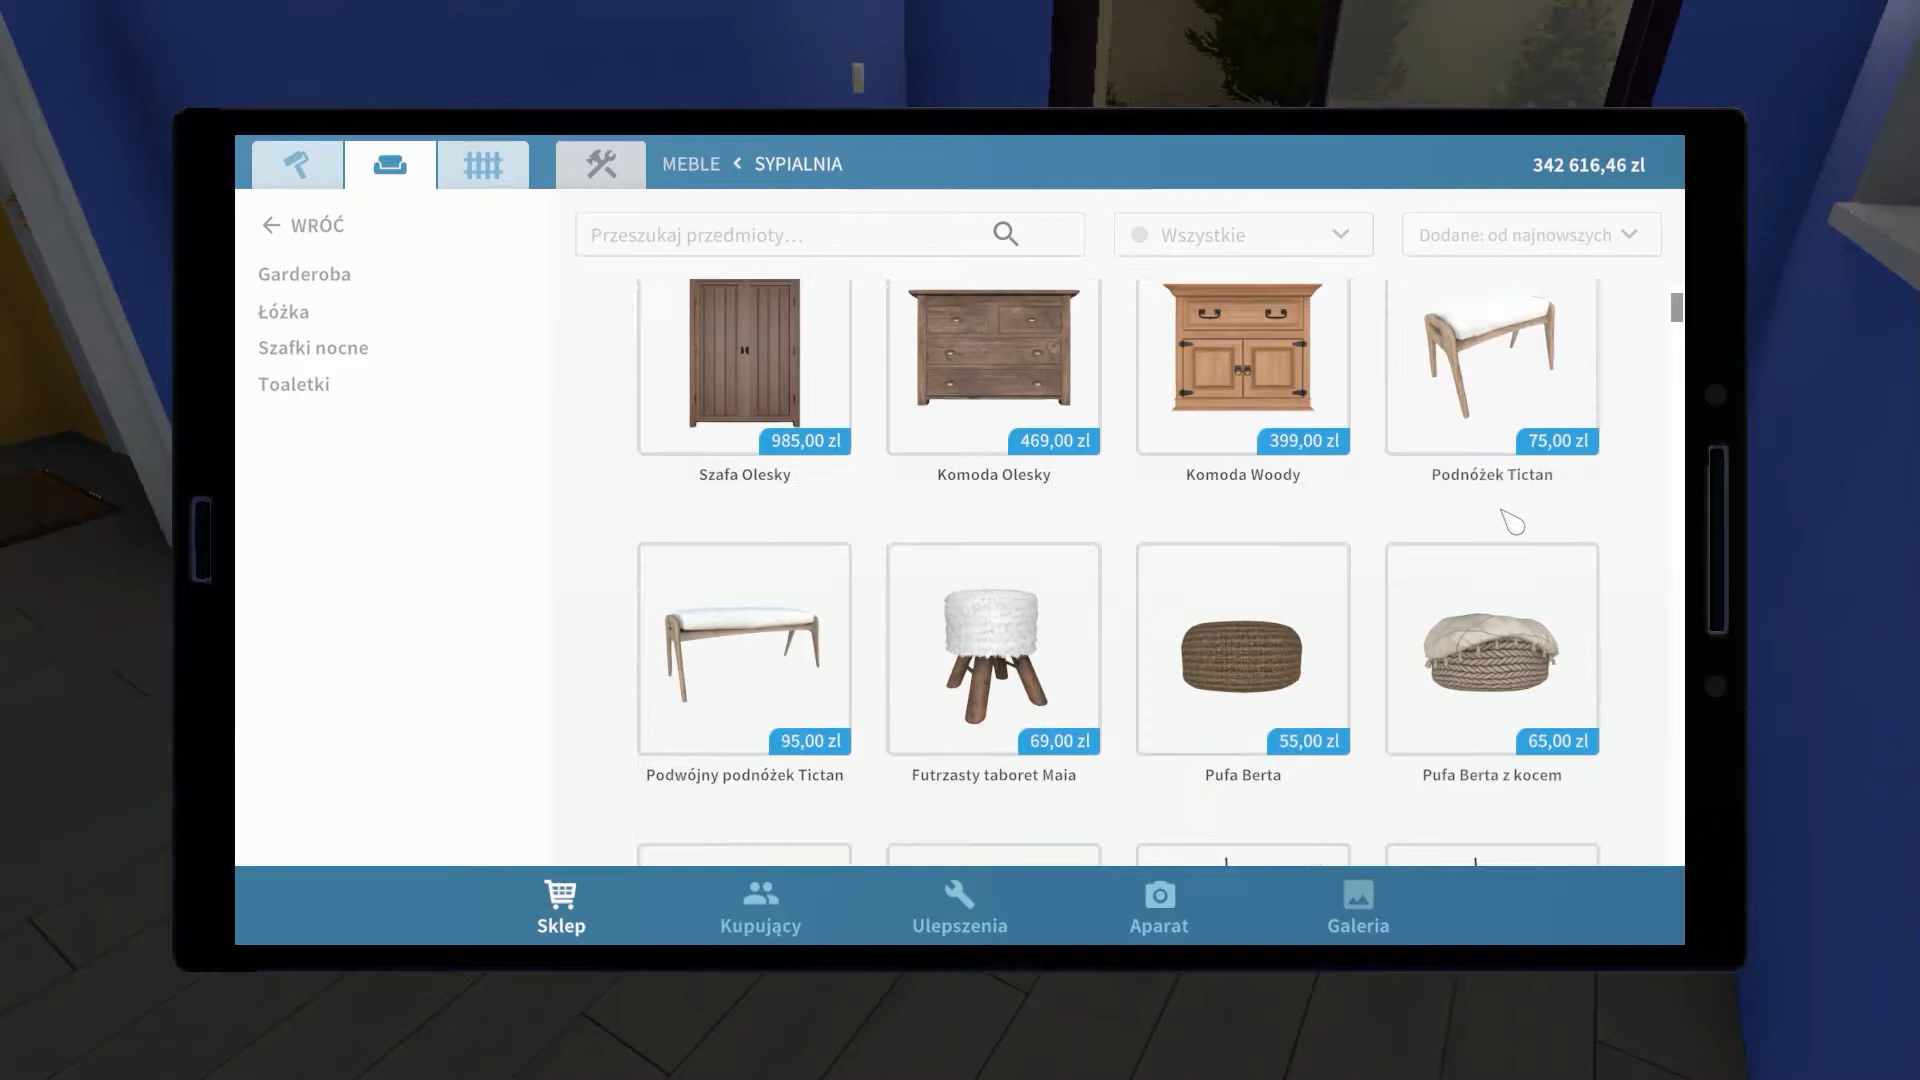 MEBLE < SYPIALNIA
342 616,46 zl
WRÓĆ
Garderoba
Łóżka
Szafki nocne
Toaletki
Przeszukaj przedmioty...
Wszystkie
Dodane: od najnowszych
985,00 zl
469,00 zl
399,00 zl
75,00 zl
Szafa Olesky
Komoda Olesky
Komoda Woody
Podnóżek Tictan
95,00 zl
69,00 zl
55,00 zl
65,00 zl
Podwójny podnóżek Tictan
Futrzasty taboret Maia
Pufa Berta
Pufa Berta z kocem
Sklep
Kupujący
Ulepszenia
Aparat
Galeria